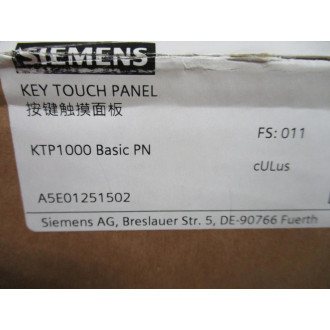 SIEMENS
KEY TOUCH PANEL
按键触摸面板
FS: 011
KTP1000 Basic PN
cULus
A5E01251502
Siemens AG, Breslauer Str. 5, DE-90766 Fuerth